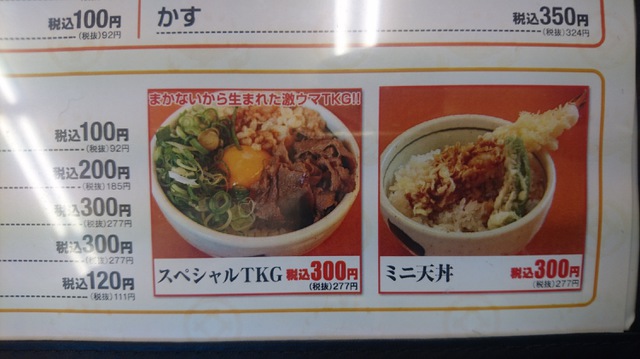 税込100円
(税抜)92円
かす
税込350円
(税抜)324円
税込100円
(税抜)92円
税込200円
(税抜)185円
税込300円
(税抜)277円
税込300円
(税抜)277円
税込120円
(税抜)111円
まかないから生まれた激ウマTKG!!
スペシャルTKG 税込300円
(税抜)277円
ミニ天丼 税込300円
(税抜)277円